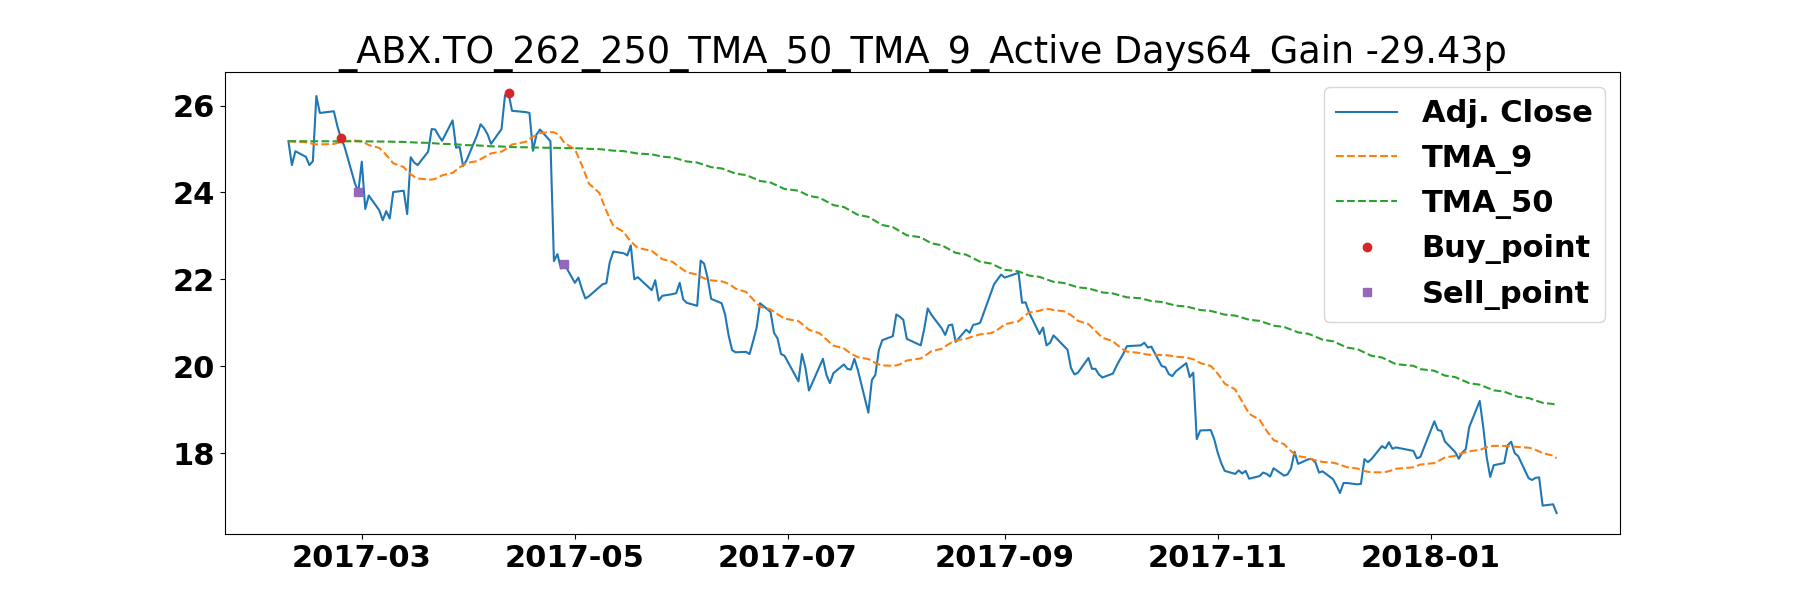 _ABX.TO_262_250_TMA_50_TMA_9_Active Days64_Gain -29.43p
26
24
22
20
18
Adj. Close
TMA_9
TMA_50
Buy_point
Sell_point
2017-03 2017-05 2017-07 2017-09 2017-11 2018-01